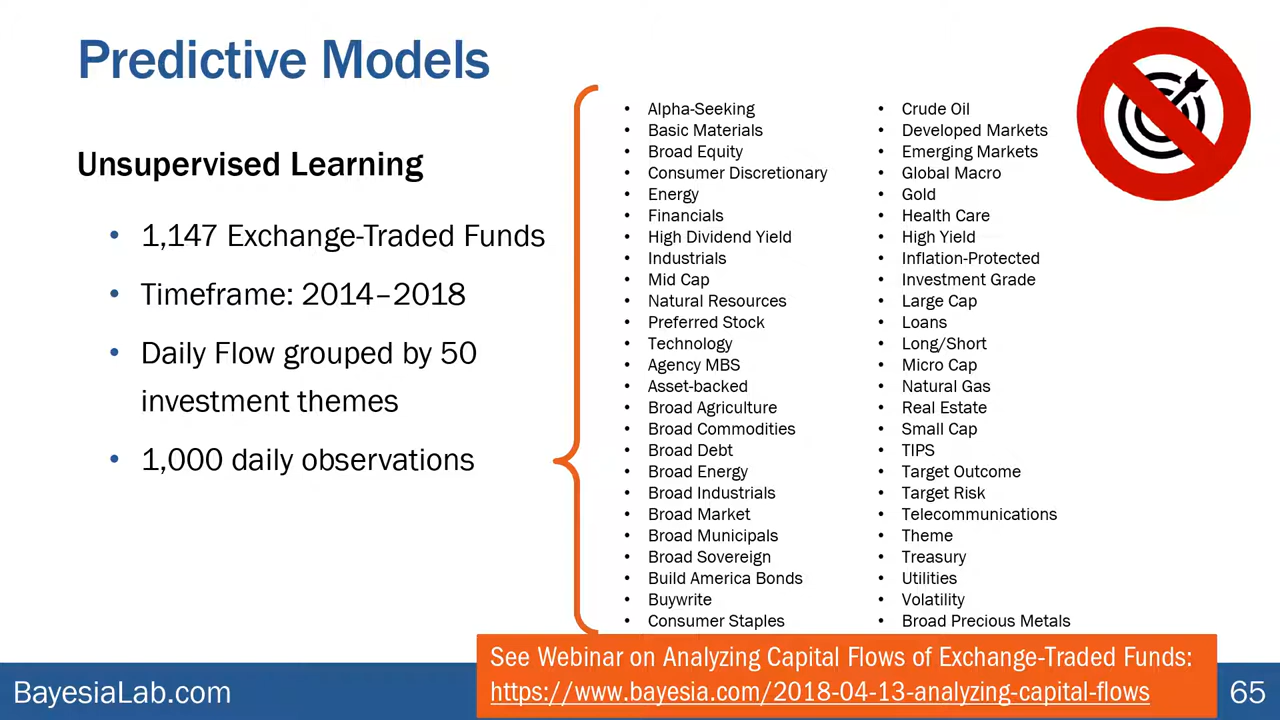 Predictive Models
Unsupervised Learning
• 1,147 Exchange-Traded Funds
• Timeframe: 2014–2018
• Daily Flow grouped by 50
investment themes
• 1,000 daily observations
• Alpha-Seeking
• Basic Materials
• Broad Equity
• Consumer Discretionary
• Energy
• Financials
• High Dividend Yield
• Industrials
• Mid Cap
• Natural Resources
• Preferred Stock
• Technology
• Agency MBS
• Asset-backed
• Broad Agriculture
• Broad Commodities
• Broad Debt
• Broad Energy
• Broad Industrials
• Broad Market
• Broad Municipals
• Broad Sovereign
• Build America Bonds
• Buywrite
• Consumer Staples
• Crude Oil
• Developed Markets
• Emerging Markets
• Global Macro
• Gold
• Health Care
• High Yield
• Inflation-Protected
• Investment Grade
• Large Cap
• Loans
• Long/Short
• Micro Cap
• Natural Gas
• Real Estate
• Small Cap
• TIPS
• Target Outcome
• Target Risk
• Telecommunications
• Theme
• Treasury
• Utilities
• Volatility
• Broad Precious Metals
See Webinar on Analyzing Capital Flows of Exchange-Traded Funds:
https://www.bayesia.com/2018-04-13-analyzing-capital-flows
BayesiaLab.com
65